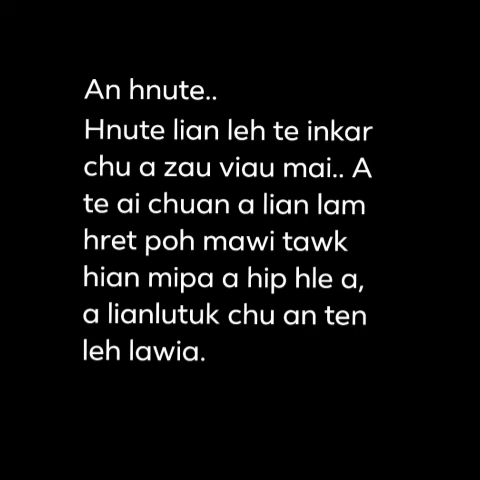 An hnute..
Hnute lian leh te inkar
chu a zau viau mai.. A
te ai chuan a lian lam
hret poh mawi tawk
hian mipa a hip hle a,
a lianlutuk chu an ten
leh lawia.